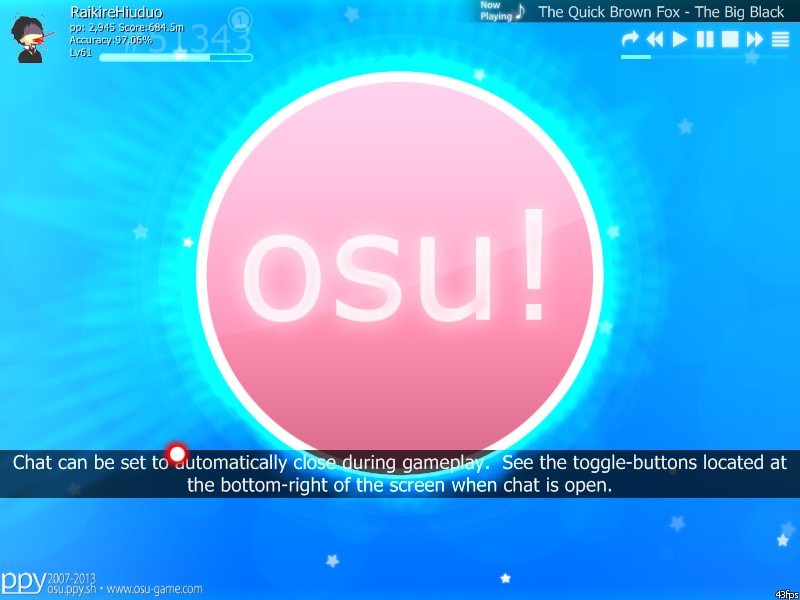 RaikireHiuduo
pp: 2,945 Score:684.5m
Accuracy:97.06%
Lv61
51343
1
Now
Playing
The Quick Brown Fox - The Big Black
osu!
Chat can be set to automatically close during gameplay. See the toggle-buttons located at
the bottom-right of the screen when chat is open.
ppy
2007-2013
osu.ppy.sh • www.osu-game.com
43fps